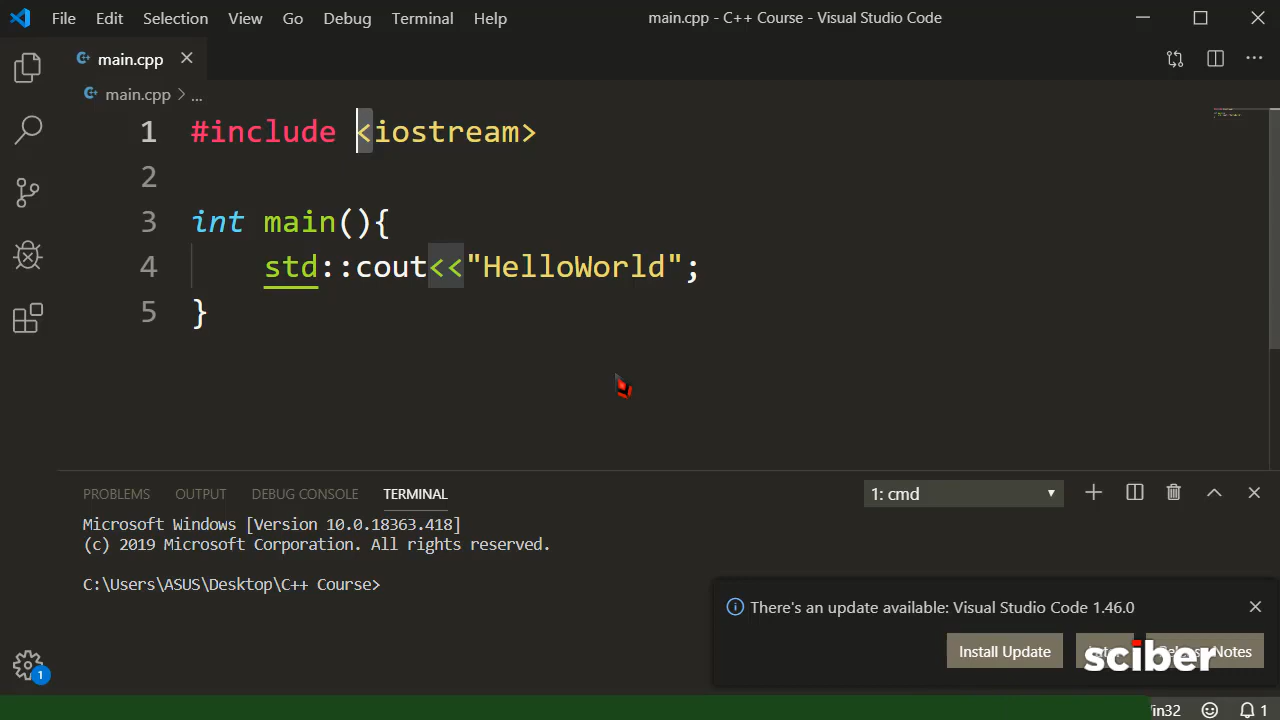 File Edit Selection View Go Debug Terminal Help main.cpp - C++ Course - Visual Studio Code
main.cpp
main.cpp > ...
1 #include <iostream>
2
3 int main(){
4 std::cout<<"HelloWorld";
5 }
PROBLEMS OUTPUT DEBUG CONSOLE TERMINAL 1: cmd
Microsoft Windows [Version 10.0.18363.418]
(c) 2019 Microsoft Corporation. All rights reserved.
C:\Users\ASUS\Desktop\C++ Course>
There's an update available: Visual Studio Code 1.46.0
Install Update Notes
sciber
1
in32 1